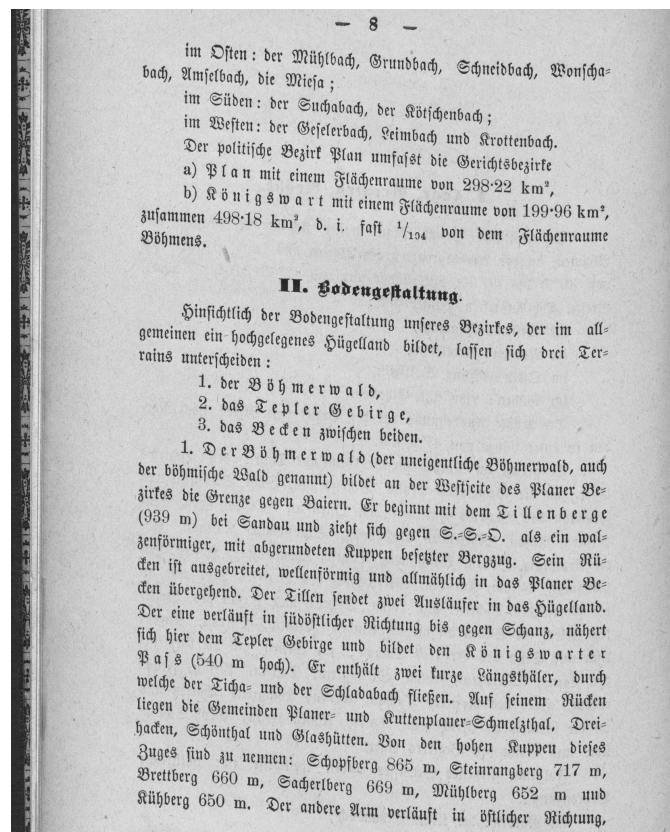 — 8 —
im Osten: der Mühlbach, Grundbach, Schneidbach, Wonscha-
bach, Amselbach, die Miesa;
im Süden: der Suchabach, der Kötschenbach;
im Westen: der Geselerbach, Leimbach und Krottenbach.
Der politische Bezirk Plan umfasst die Gerichtsbezirke
a) Plan mit einem Flächenraume von 298·22 km²,
b) Königswart mit einem Flächenraume von 199·96 km²,
zusammen 498·18 km², d. i. fast 1/104 von dem Flächenraume
Böhmens.
II. Bodengestaltung.
Hinsichtlich der Bodengestaltung unseres Bezirkes, der im all-
gemeinen ein hochgelegenes Hügelland bildet, lassen sich drei Ter-
rains unterscheiden:
1. der Böhmerwald,
2. das Tepler Gebirge,
3. das Becken zwischen beiden.
1. Der Böhmerwald (der uneigentliche Böhmerwald, auch
der böhmische Wald genannt) bildet an der Westseite des Planer Be-
zirkes die Grenze gegen Baiern. Er beginnt mit dem Tillenberge
(939 m) bei Sandau und zieht sich gegen S.-S.-O. als ein wal-
zenförmiger, mit abgerundeten Kuppen besetzter Bergzug. Sein Rü-
cken ist ausgebreitet, wellenförmig und allmählich in das Planer Be-
cken übergehend. Der Tillen sendet zwei Ausläufer in das Hügelland.
Der eine verläuft in südöstlicher Richtung bis gegen Schanz, nähert
sich hier dem Tepler Gebirge und bildet den Königswarter
Pass (540 m hoch). Er enthält zwei kurze Längsthäler, durch
welche der Ticha- und der Schladabach fließen. Auf seinem Rücken
liegen die Gemeinden Planer- und Kuttenplaner-Schmelzthal, Drei-
hacken, Schönthal und Glashütten. Von den hohen Kuppen dieses
Zuges sind zu nennen: Schopfberg 865 m, Steinrangberg 717 m,
Brettberg 660 m, Sacherlberg 669 m, Mühlberg 652 m und
Kühberg 650 m. Der andere Arm verläuft in östlicher Richtung,